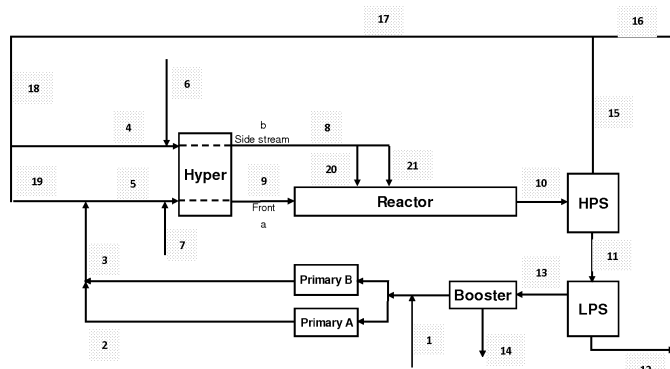 17
16
18
6
15
4
b
8
Side stream
20
21
Hyper
19
5
9
Front
a
Reactor
10
HPS
7
3
11
Primary B
13
Booster
LPS
Primary A
2
1
14
12